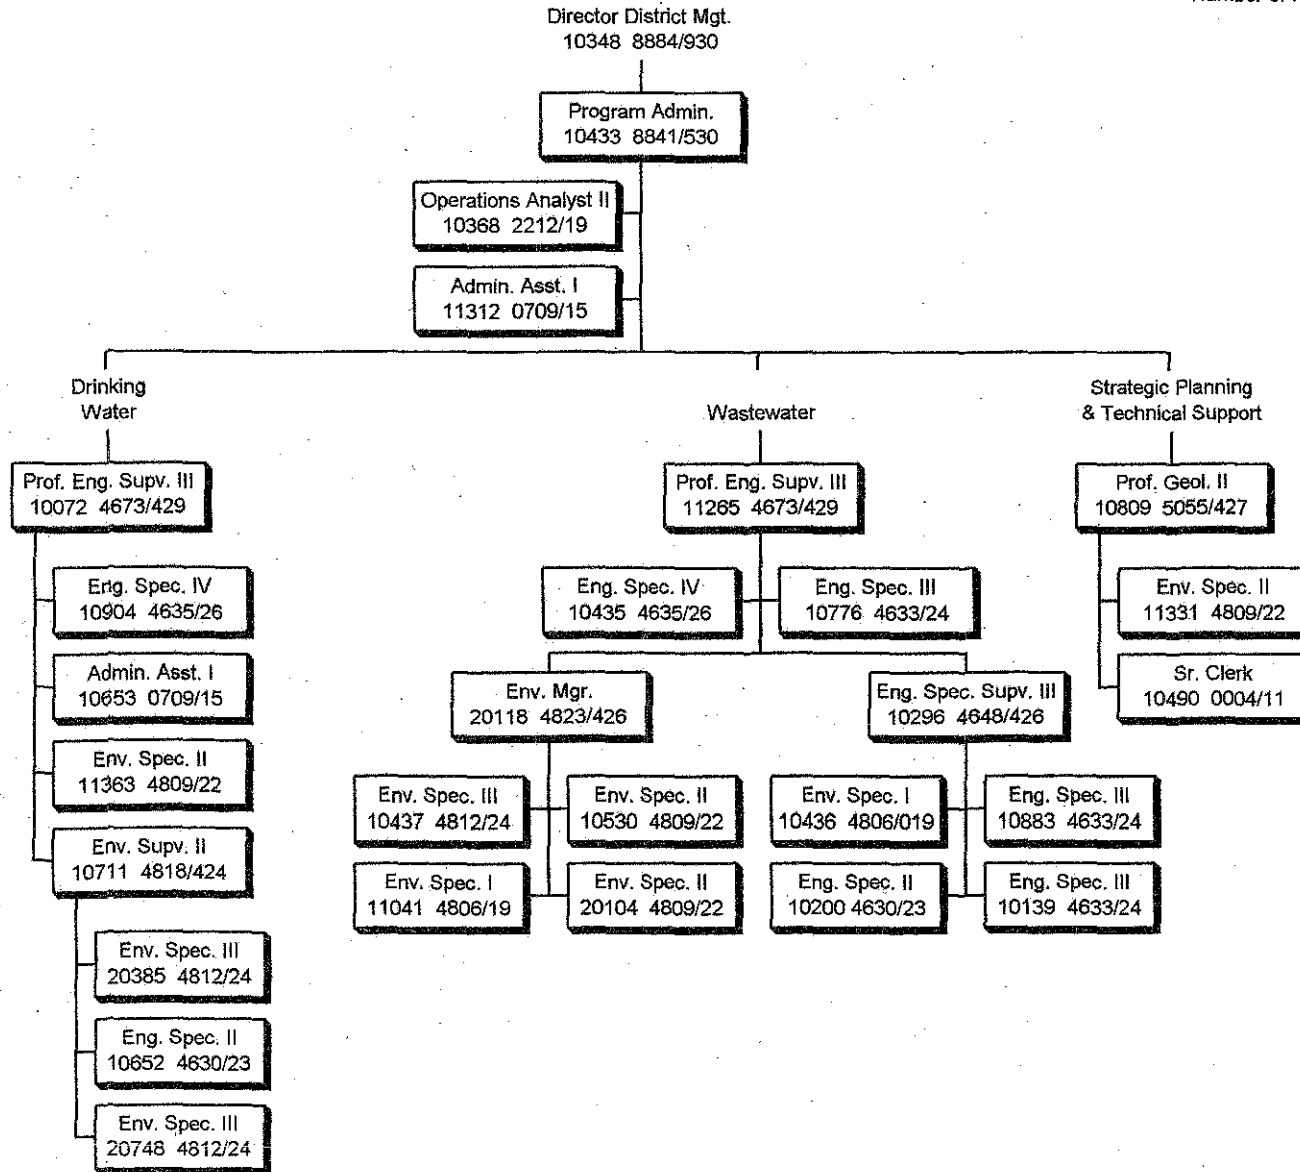 Director District Mgt.
10348 8884/930
Program Admin.
10433 8841/530
Operations Analyst II
10368 2212/19
Admin. Asst. I
11312 0709/15
Drinking
Water
Prof. Eng. Supv. III
10072 4673/429
Eng. Spec. IV
10904 4635/26
Admin. Asst. I
10653 0709/15
Env. Spec. II
11363 4809/22
Env. Supv. II
10711 4818/424
Env. Spec. III
20385 4812/24
Eng. Spec. II
10652 4630/23
Env. Spec. III
20748 4812/24
Wastewater
Prof. Eng. Supv. III
11265 4673/429
Eng. Spec. IV
10435 4635/26
Eng. Spec. III
10776 4633/24
Env. Mgr.
20118 4823/426
Env. Spec. III
10437 4812/24
Env. Spec. II
10530 4809/22
Env. Spec. I
11041 4806/19
Env. Spec. II
20104 4809/22
Eng. Spec. Supv. III
10296 4648/426
Env. Spec. I
10436 4806/019
Eng. Spec. III
10883 4633/24
Eng. Spec. II
10200 4630/23
Eng. Spec. III
10139 4633/24
Strategic Planning
& Technical Support
Prof. Geol. II
10809 5055/427
Env. Spec. II
11331 4809/22
Sr. Clerk
10490 0004/11